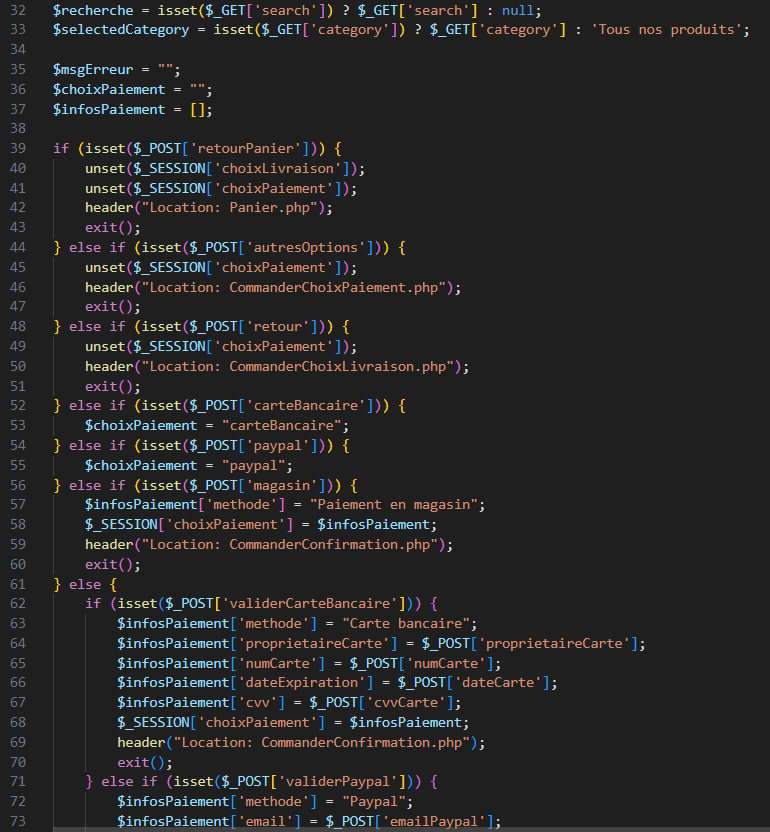 32 $recherche = isset($_GET['search']) ? $_GET['search'] : null;
33 $selectedCategory = isset($_GET['category']) ? $_GET['category'] : 'Tous nos produits';
34
35 $msgErreur = "";
36 $choixPaiement = "";
37 $infosPaiement = [];
38
39 if (isset($_POST['retourPanier'])) {
40     unset($_SESSION['choixLivraison']);
41     unset($_SESSION['choixPaiement']);
42     header("Location: Panier.php");
43     exit();
44 } else if (isset($_POST['autresOptions'])) {
45     unset($_SESSION['choixPaiement']);
46     header("Location: CommanderChoixPaiement.php");
47     exit();
48 } else if (isset($_POST['retour'])) {
49     unset($_SESSION['choixPaiement']);
50     header("Location: CommanderChoixLivraison.php");
51     exit();
52 } else if (isset($_POST['carteBancaire'])) {
53     $choixPaiement = "carteBancaire";
54 } else if (isset($_POST['paypal'])) {
55     $choixPaiement = "paypal";
56 } else if (isset($_POST['magasin'])) {
57     $infosPaiement['methode'] = "Paiement en magasin";
58     $_SESSION['choixPaiement'] = $infosPaiement;
59     header("Location: CommanderConfirmation.php");
60     exit();
61 } else {
62     if (isset($_POST['validerCarteBancaire'])) {
63         $infosPaiement['methode'] = "Carte bancaire";
64         $infosPaiement['proprietaireCarte'] = $_POST['proprietaireCarte'];
65         $infosPaiement['numCarte'] = $_POST['numCarte'];
66         $infosPaiement['dateExpiration'] = $_POST['dateCarte'];
67         $infosPaiement['cvv'] = $_POST['cvvCarte'];
68         $_SESSION['choixPaiement'] = $infosPaiement;
69         header("Location: CommanderConfirmation.php");
70         exit();
71     } else if (isset($_POST['validerPaypal'])) {
72         $infosPaiement['methode'] = "Paypal";
73         $infosPaiement['email'] = $_POST['emailPaypal'];